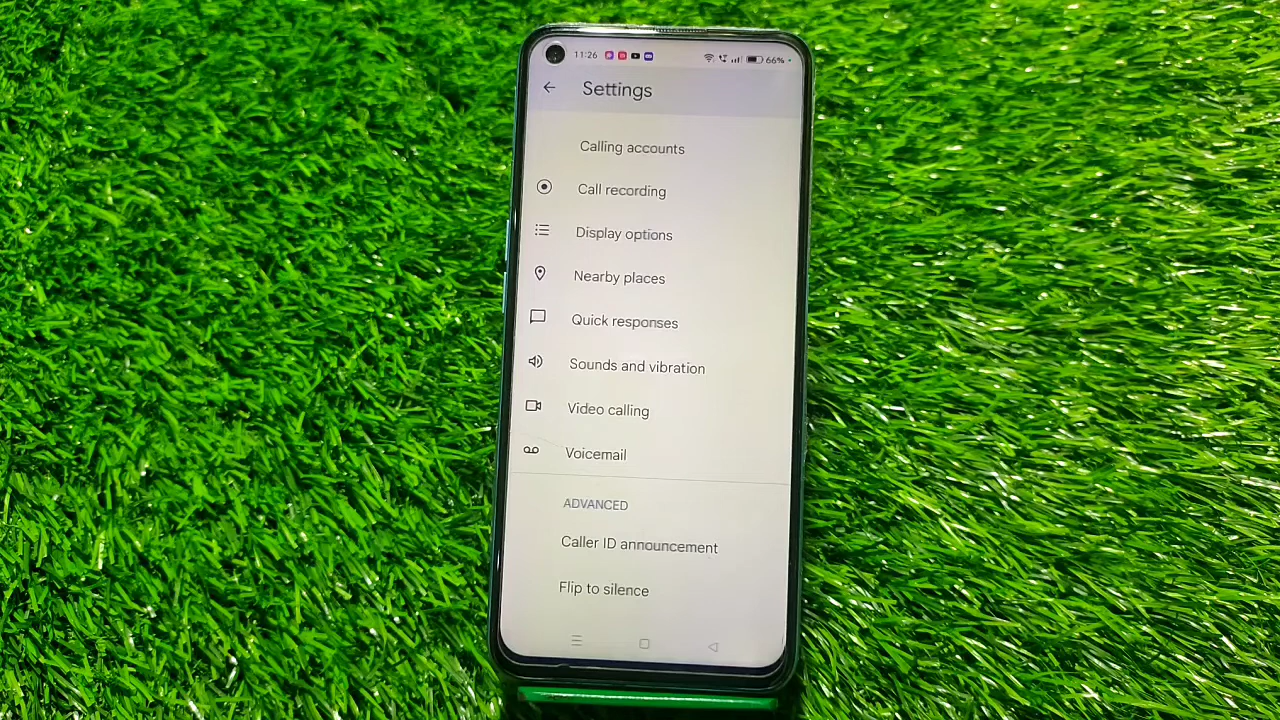 11:26
66%
Settings
Calling accounts
Call recording
Display options
Nearby places
Quick responses
Sounds and vibration
Video calling
Voicemail
ADVANCED
Caller ID announcement
Flip to silence